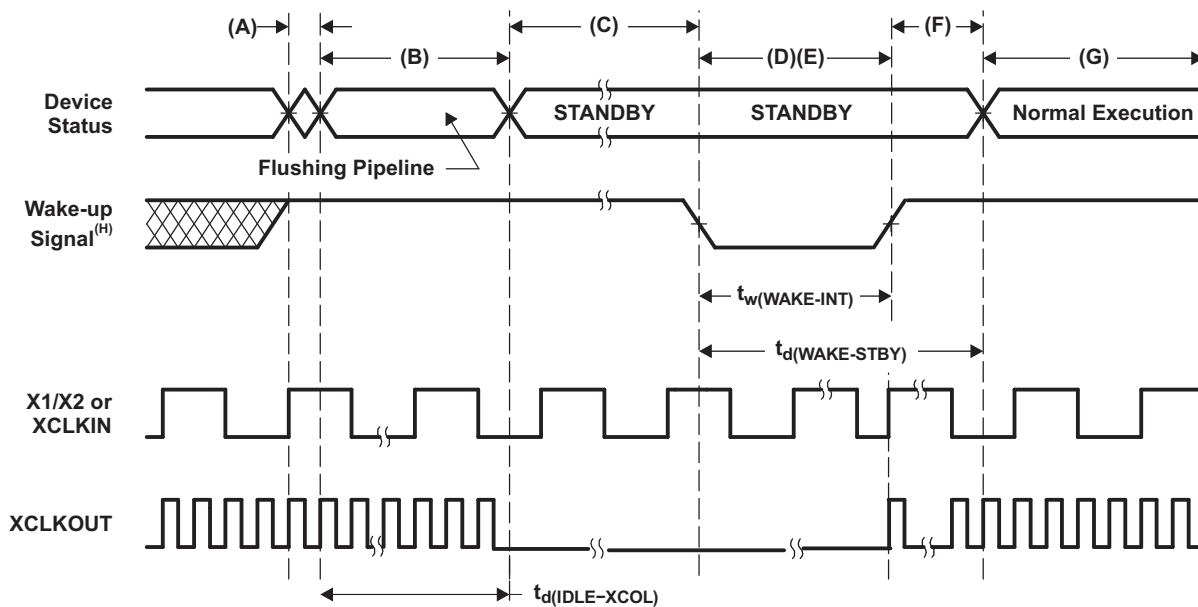 (A)
(C)
(F)
(B)
(D)(E)
(G)
Device
Status
STANDBY
STANDBY
Normal Execution
Flushing Pipeline
Wake-up
Signal(H)
tw(WAKE-INT)
td(WAKE-STBY)
X1/X2 or
XCLKIN
XCLKOUT
td(IDLE−XCOL)